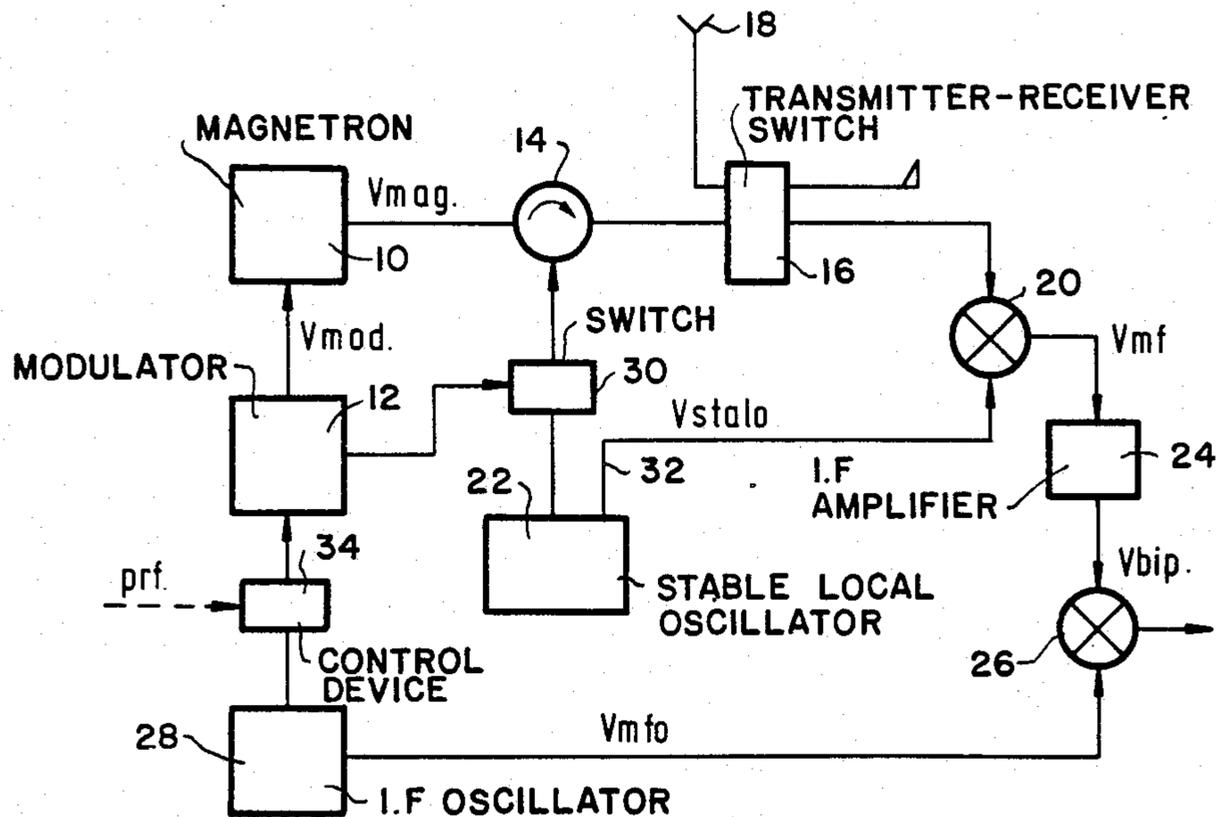 18
TRANSMITTER-RECEIVER
SWITCH
MAGNETRON
14
Vmag.
10
16
20
SWITCH
Vmod.
Vmf
MODULATOR
30
12
Vstalo
22
32
I.F
AMPLIFIER
24
34
prf.
Vbip.
STABLE LOCAL
OSCILLATOR
CONTROL
DEVICE
26
Vmfo
28
I.F OSCILLATOR